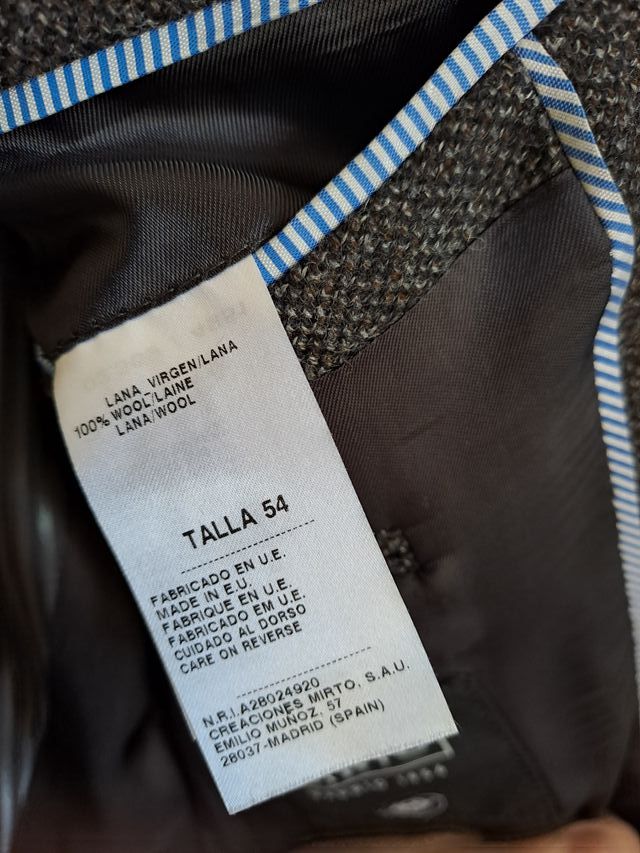 LANA VIRGEN/LANA
100% WOOL/LAINE
LANA/WOOL
TALLA 54
FABRICADO EN U.E.
MADE IN E.U.
FABRIQUE EN U.E.
FABRICADO EM U.E.
CUIDADO AL DORSO
CARE ON REVERSE
N.R.I.A28024920
CREACIONES MIRTO, S.A.U.
EMILIO MUÑOZ, 57
28037-MADRID (SPAIN)